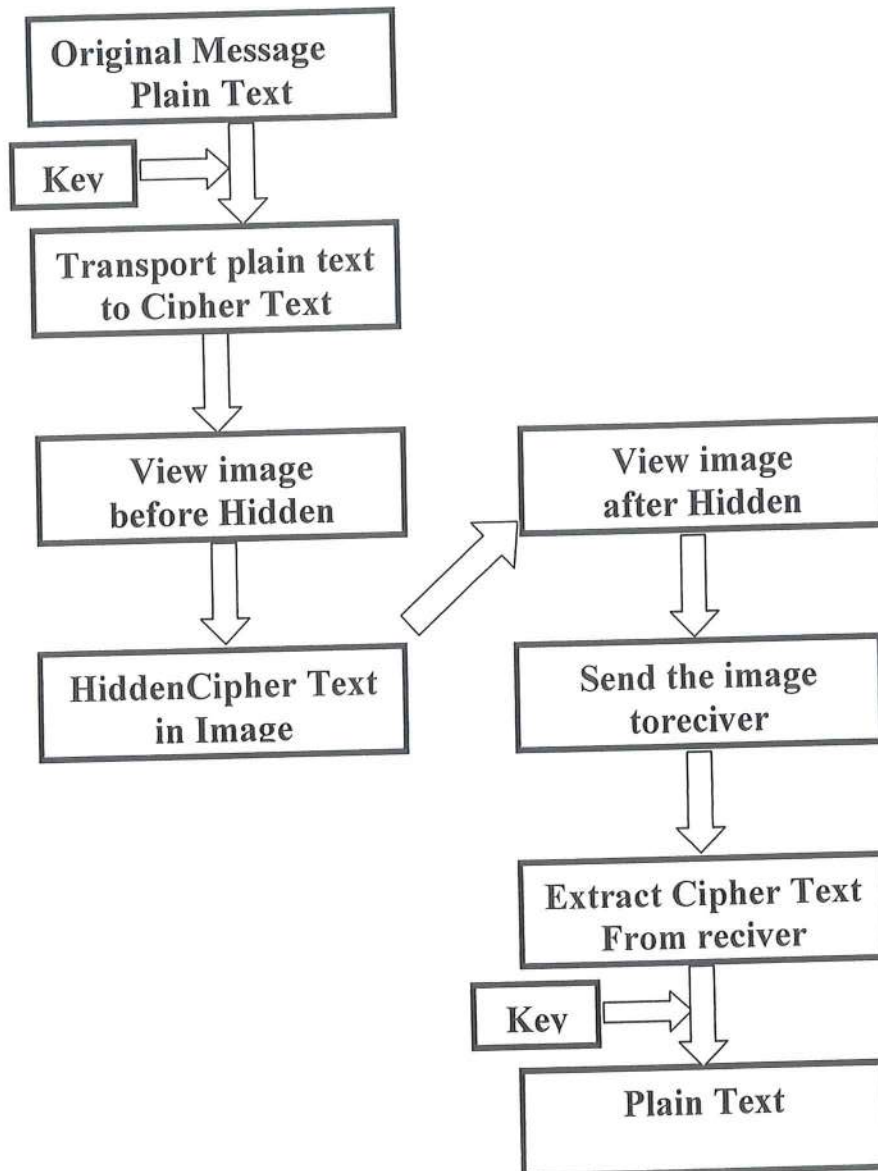 Original Message
Plain Text
Key
Transport plain text
to Cipher Text
View image
before Hidden
HiddenCipher Text
in Image
View image
after Hidden
Send the image
toreciver
Extract Cipher Text
From reciver
Key
Plain Text